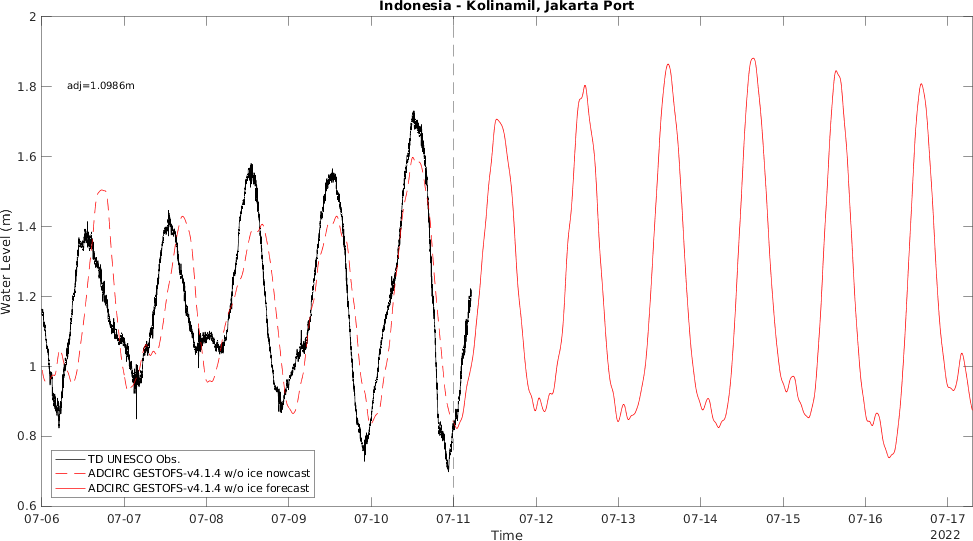 Indonesia - Kolinamil, Jakarta Port
2
1.8
1.6
1.4
1.2
1
0.8
0.6
Water Level (m)
adj=1.0986m
TD UNESCO Obs.
ADCIRC GESTOFS-v4.1.4 w/o ice nowcast
ADCIRC GESTOFS-v4.1.4 w/o ice forecast
07-06 07-07 07-08 07-09 07-10 07-11 07-12 07-13 07-14 07-15 07-16 07-17
Time
2022